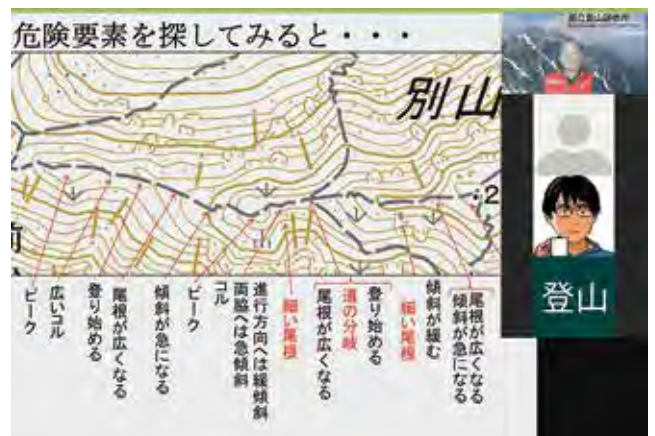 危険要素を探してみると・・・
別山
2
前
尾根が広くなる
傾斜が急になる
傾斜が緩む
細い尾根
登り始める
道の分岐
尾根が広くなる
細い尾根
進行方向へは緩傾斜
両脇へは急傾斜
コル
ピーク
傾斜が急になる
尾根が広くなる
登り始める
広いコル
ピーク
登山